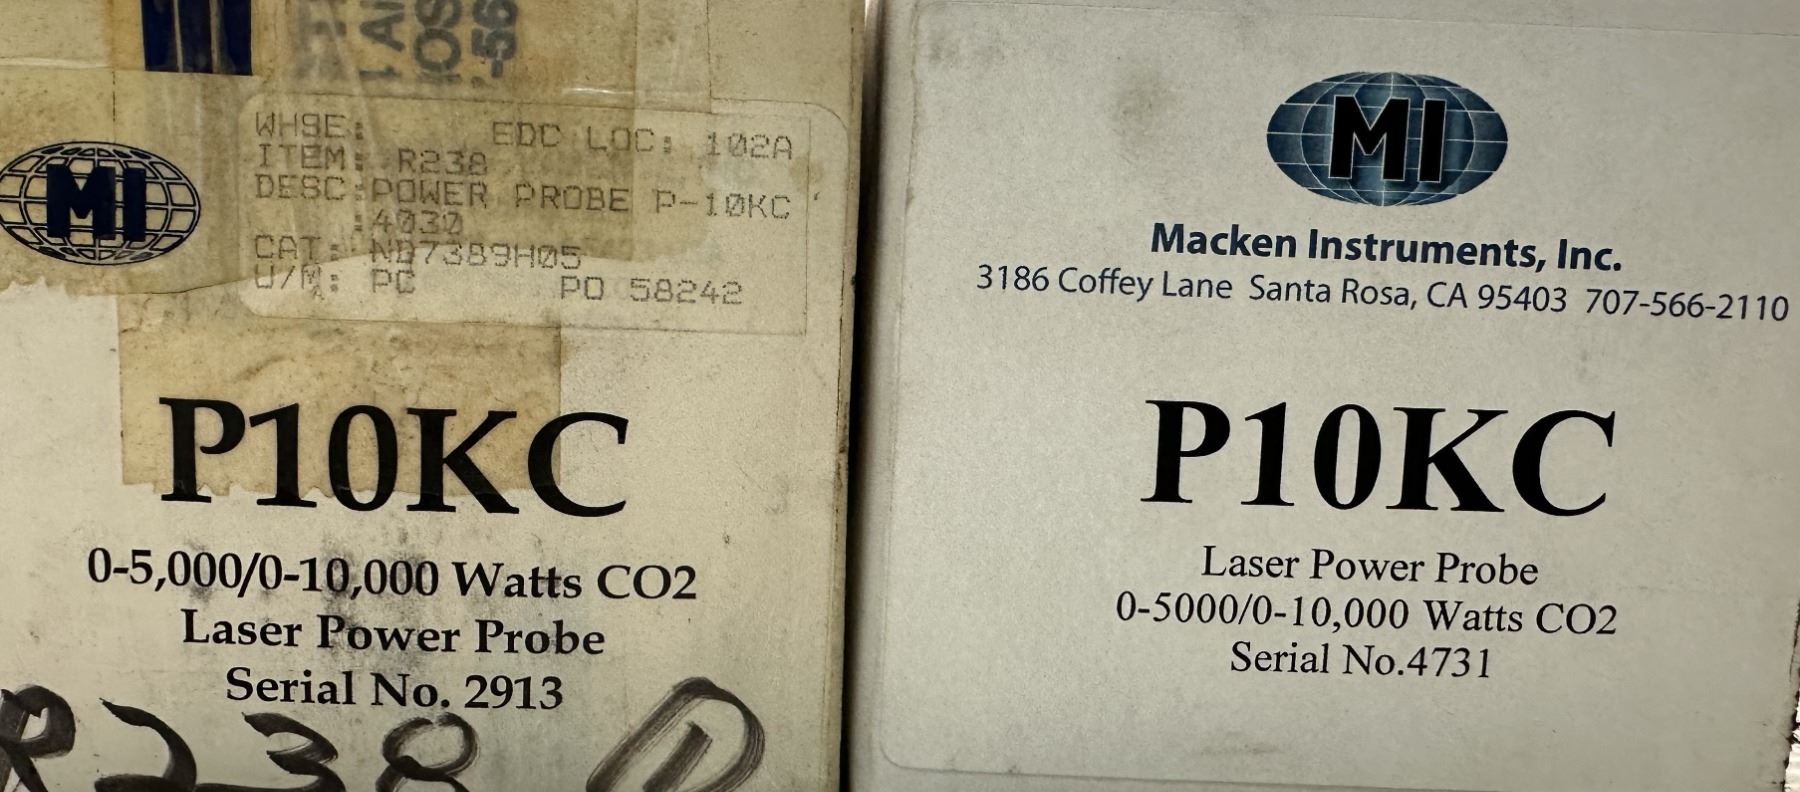 WHSE: EDC LOC: 102A
ITEM: R238
DESC:POWER PROBE P-10KC
:4030
CAT: ND7389H05
U/M: PC PO 58242
MI
P10KC
0-5,000/0-10,000 Watts CO2
Laser Power Probe
Serial No. 2913
R238 1
MI
Macken Instruments, Inc.
3186 Coffey Lane Santa Rosa, CA 95403 707-566-2110
P10KC
Laser Power Probe
0-5000/0-10,000 Watts CO2
Serial No.4731